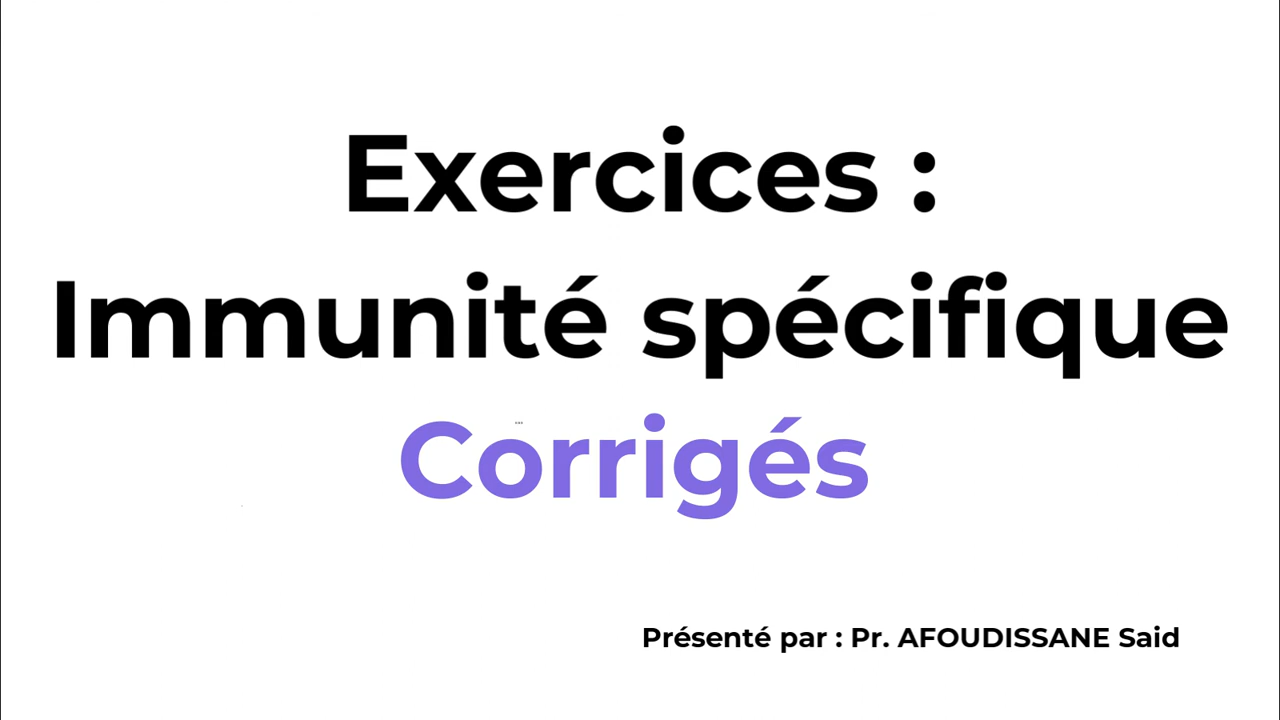 Exercices :
Immunité spécifique
Corrigés
Présenté par : Pr. AFOUDISSANE Said